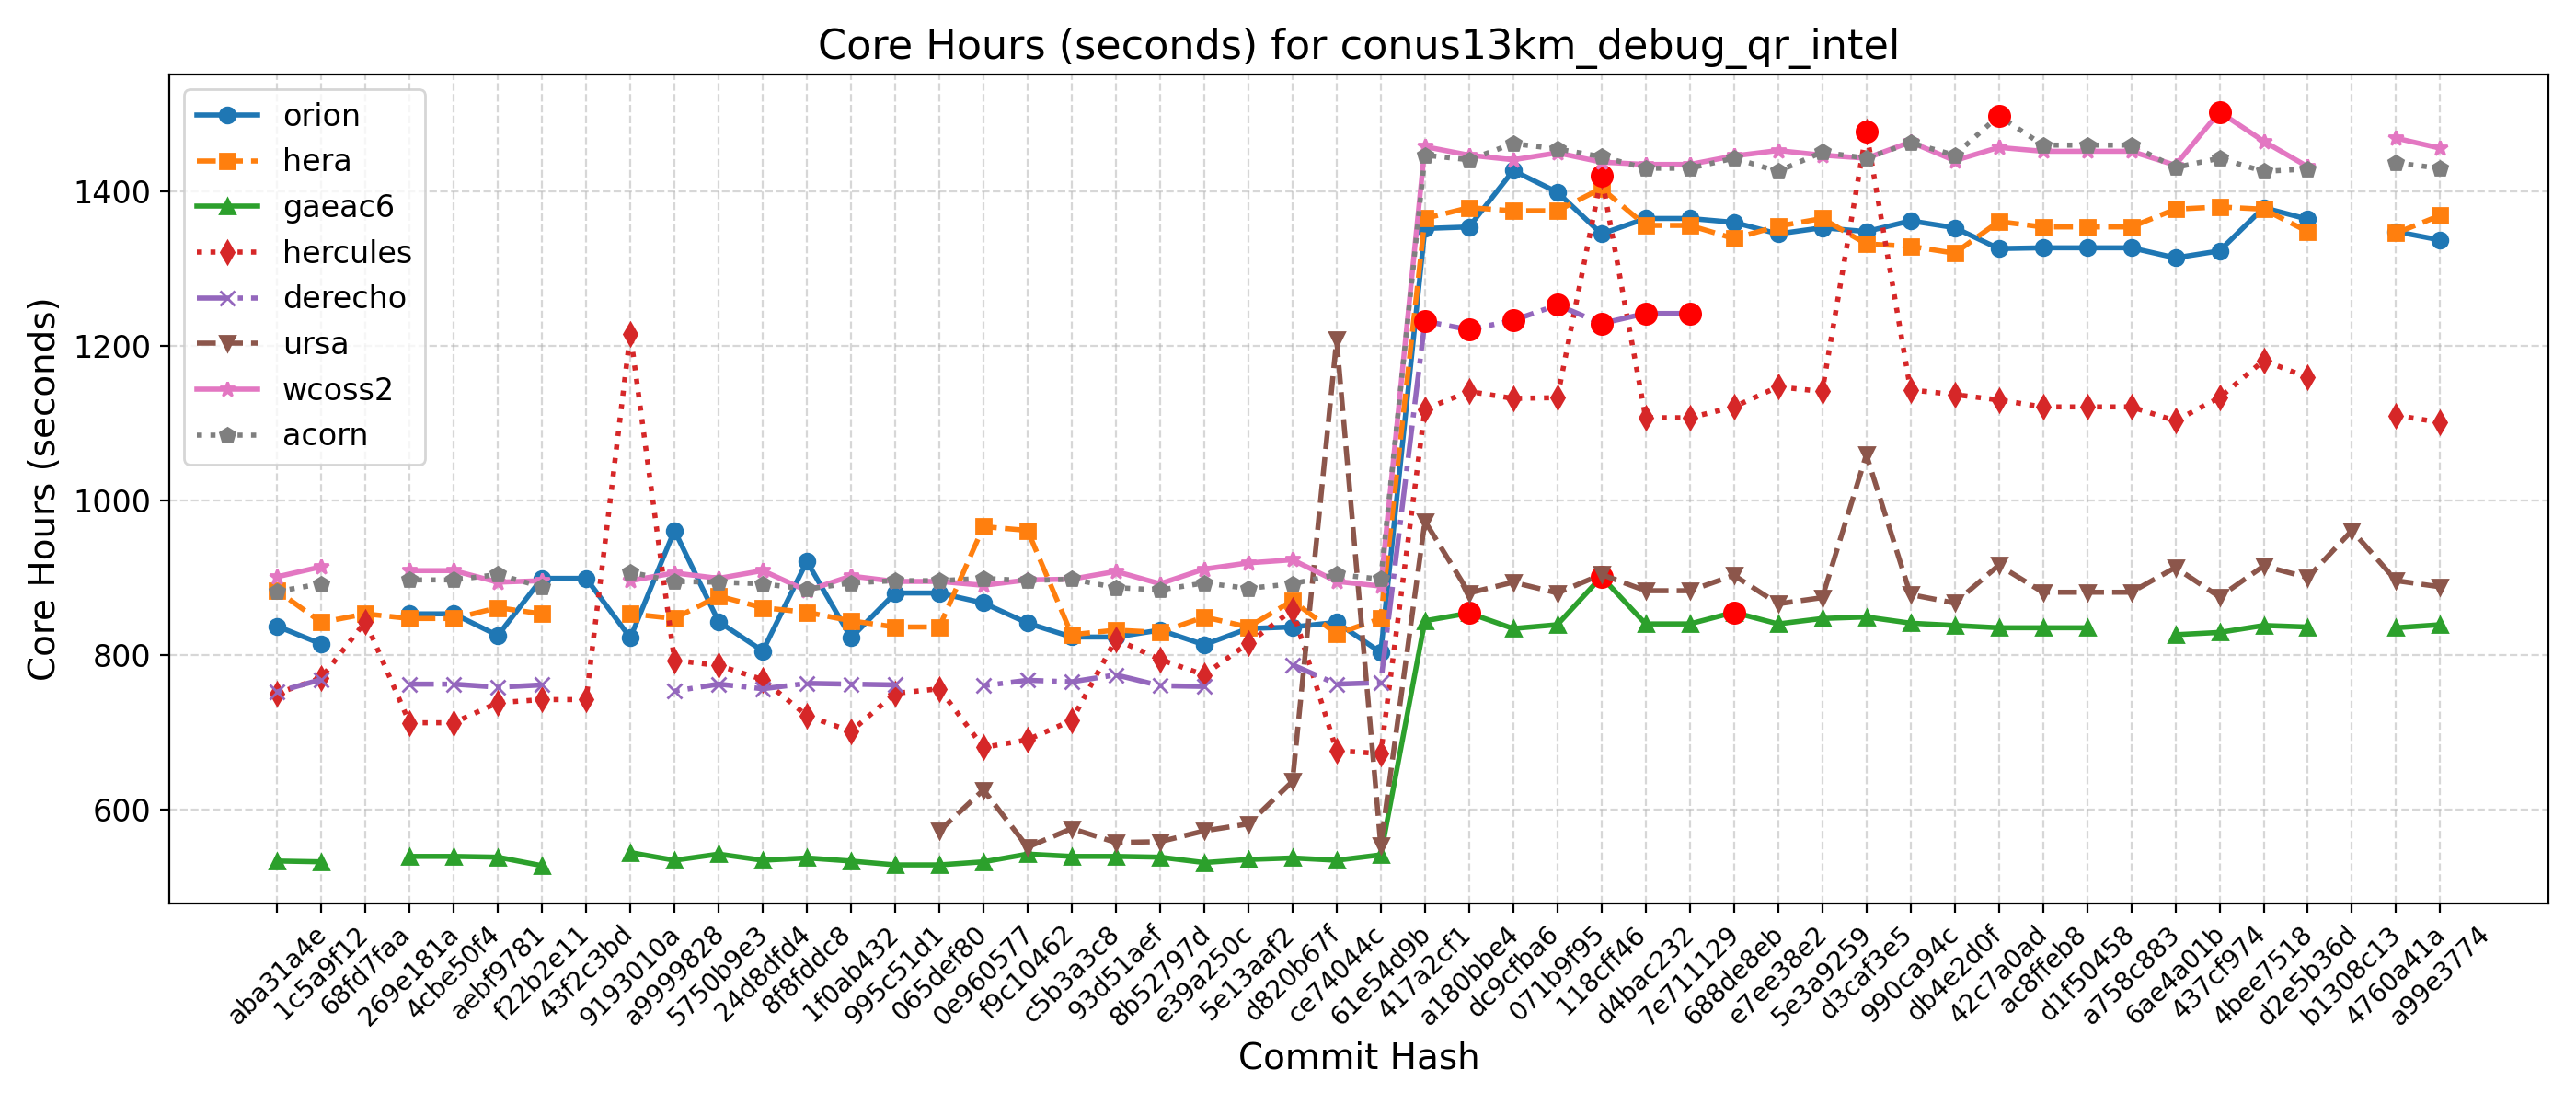 Core Hours (seconds) for conus13km_debug_qr_intel
Core Hours (seconds)
1400
1200
1000
800
600
orion
hera
gaeac6
hercules
derecho
ursa
wcoss2
acorn
aba31a4e
1c5a9f12
68fd7faa
269e181a
4cbe50f4
aebf9781
f22b2e11
43f2c3bd
9193010a
a9999828
5750b9e3
24d8dfd4
8f8fddc8
1f0ab432
995c51d1
065def80
0e960577
f9c10462
c5b3a3c8
93d51aef
8b52797d
e39a250c
5e13aaf2
d820b67f
ce74044c
61e54d9b
417a2cf1
a180bbe4
dc9cfba6
071b9f95
118cff46
d4bac232
7e711129
688de8eb
e7ee38e2
5e3a9259
d3caf3e5
990ca94c
db4e2d0f
42c7a0ad
ac8ffeb8
d1f50458
a758c883
6ae4a01b
437cf974
4bee7518
d2e5b36d
b1308c13
4760a41a
a99e3774
Commit Hash